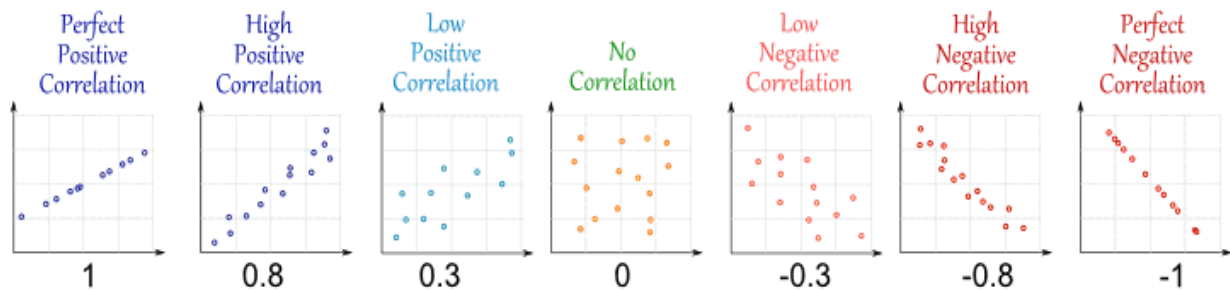 Perfect
Positive
Correlation
High
Positive
Correlation
Low
Positive
Correlation
No
Correlation
Low
Negative
Correlation
High
Negative
Correlation
Perfect
Negative
Correlation
1
0.8
0.3
0
-0.3
-0.8
-1